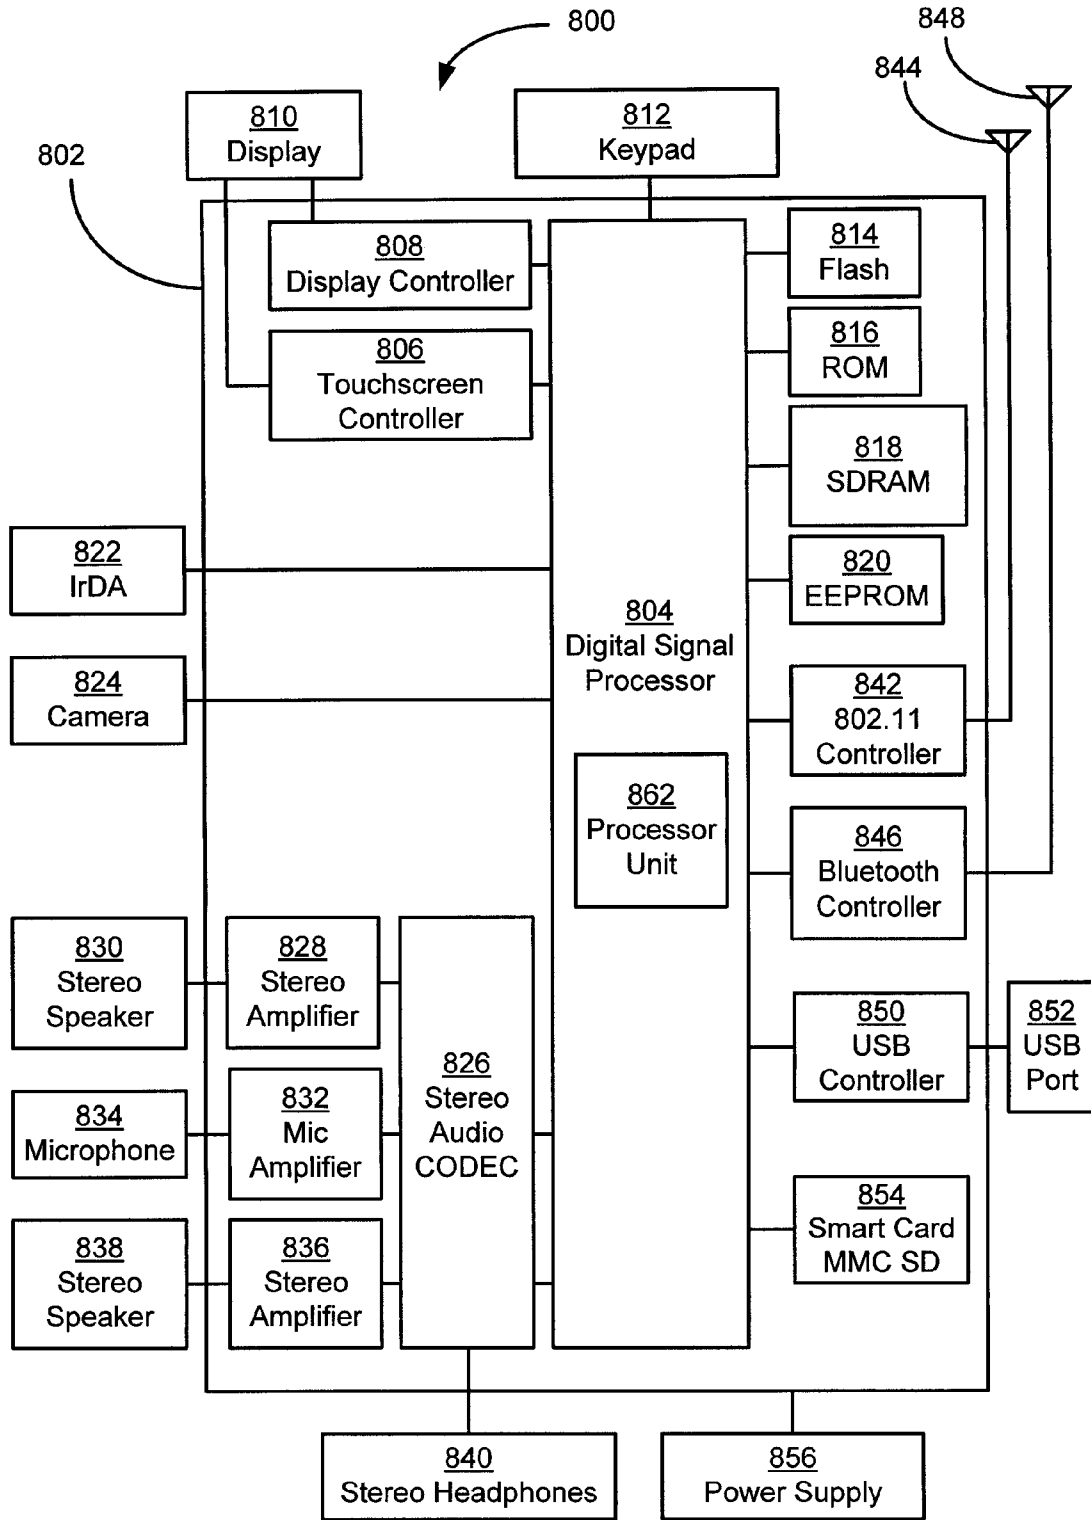 800
848
844
802
810
Display
812
Keypad
808
Display Controller
814
Flash
806
Touchscreen
Controller
816
ROM
818
SDRAM
822
IrDA
820
EEPROM
804
Digital Signal
Processor
824
Camera
842
802.11
Controller
862
Processor
Unit
846
Bluetooth
Controller
830
Stereo
Speaker
828
Stereo
Amplifier
826
Stereo
Audio
CODEC
850
USB
Controller
852
USB
Port
834
Microphone
832
Mic
Amplifier
854
Smart Card
MMC SD
838
Stereo
Speaker
836
Stereo
Amplifier
840
Stereo Headphones
856
Power Supply